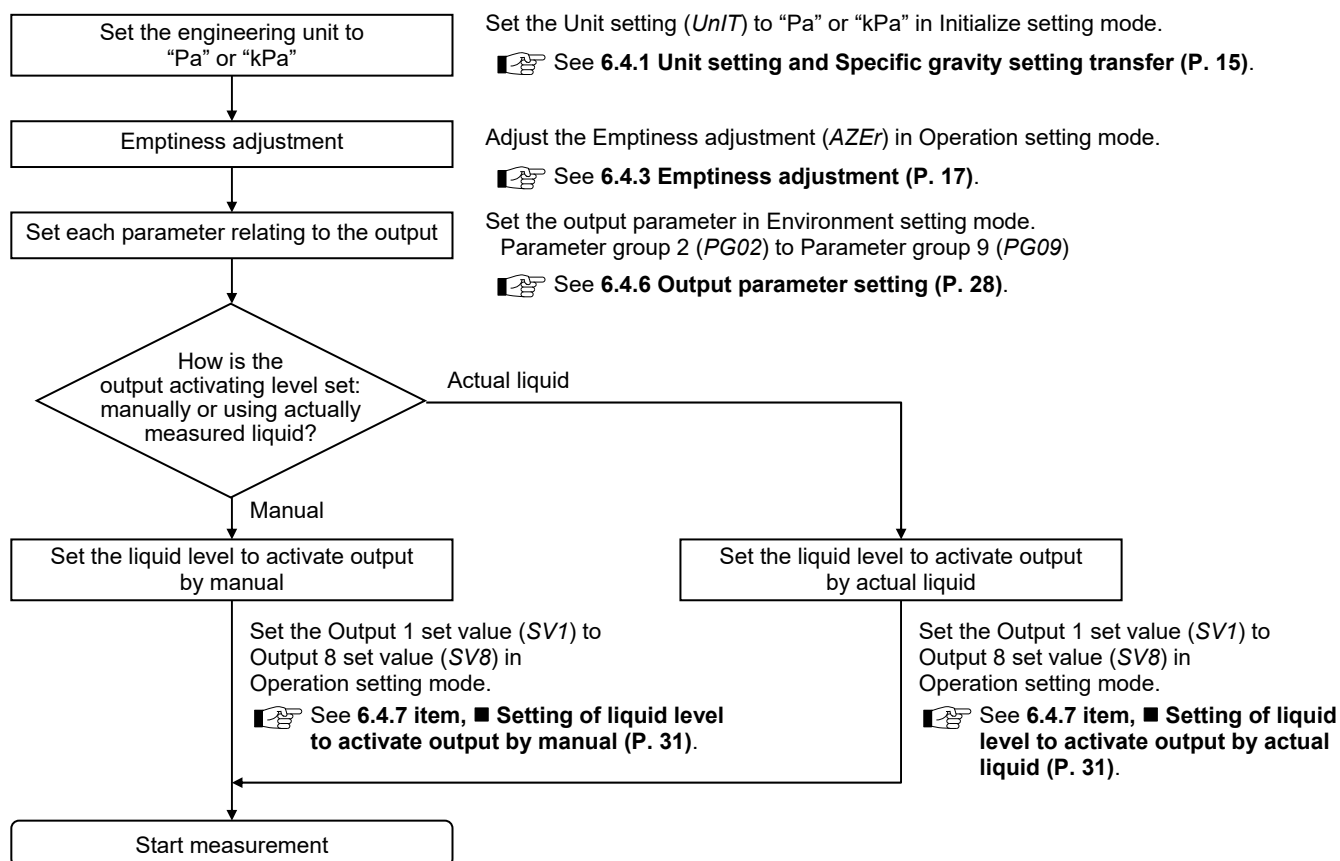 Set the engineering unit to
“Pa” or “kPa”
Set the Unit setting (UnIT) to “Pa” or “kPa” in Initialize setting mode.
See 6.4.1 Unit setting and Specific gravity setting transfer (P. 15).
Emptiness adjustment
Adjust the Emptiness adjustment (AZEr) in Operation setting mode.
See 6.4.3 Emptiness adjustment (P. 17).
Set each parameter relating to the output
Set the output parameter in Environment setting mode.
Parameter group 2 (PG02) to Parameter group 9 (PG09)
See 6.4.6 Output parameter setting (P. 28).
How is the
output activating level set:
manually or using actually
measured liquid?
Actual liquid
Manual
Set the liquid level to activate output
by manual
Set the liquid level to activate output
by actual liquid
Set the Output 1 set value (SV1) to
Output 8 set value (SV8) in
Operation setting mode.
See 6.4.7 item, ■ Setting of liquid level
to activate output by manual (P. 31).
Set the Output 1 set value (SV1) to
Output 8 set value (SV8) in
Operation setting mode.
See 6.4.7 item, ■ Setting of liquid
level to activate output by actual
liquid (P. 31).
Start measurement